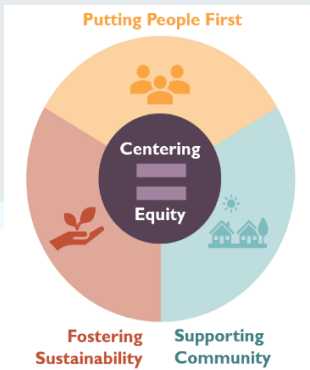 Putting People First
Centering
Equity
Fostering
Sustainability
Supporting
Community